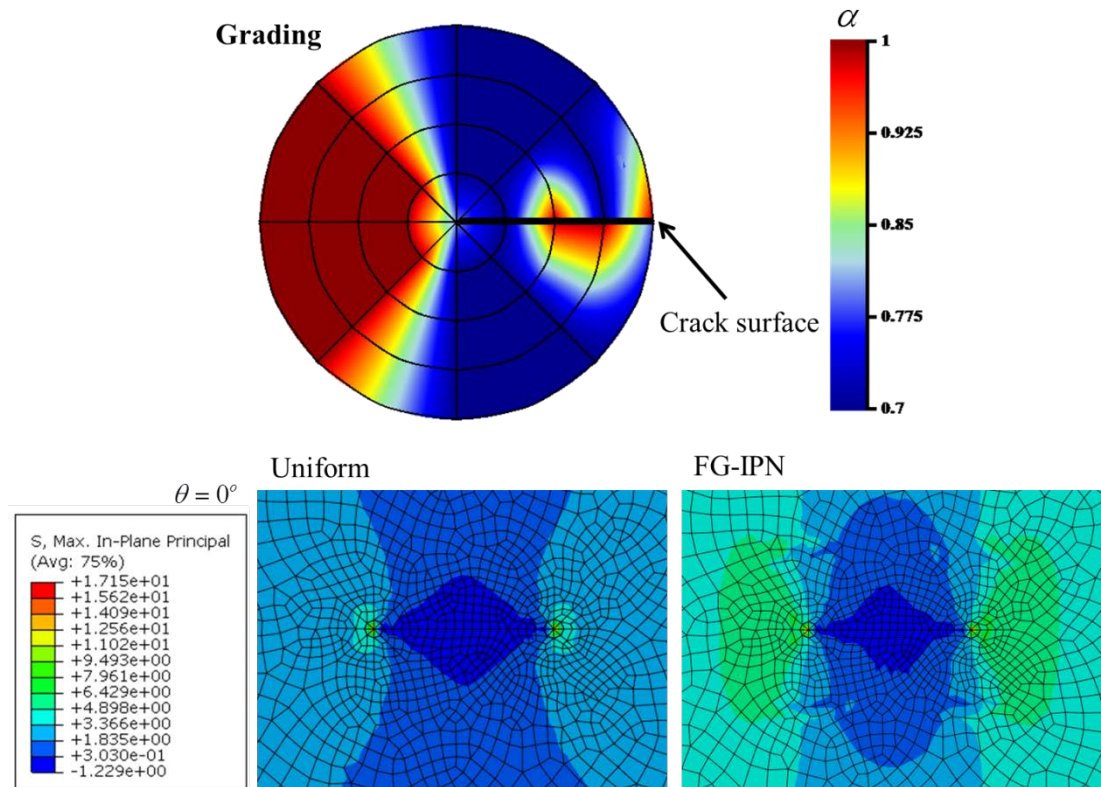 Grading
α
1
0.925
0.85
0.775
0.7
Crack surface
Uniform
FG-IPN
θ = 0°
S, Max. In-Plane Principal
(Avg: 75%)
+1.715e+01
+1.562e+01
+1.409e+01
+1.256e+01
+1.102e+01
+9.493e+00
+7.961e+00
+6.429e+00
+4.898e+00
+3.366e+00
+1.835e+00
+3.030e-01
-1.229e+00